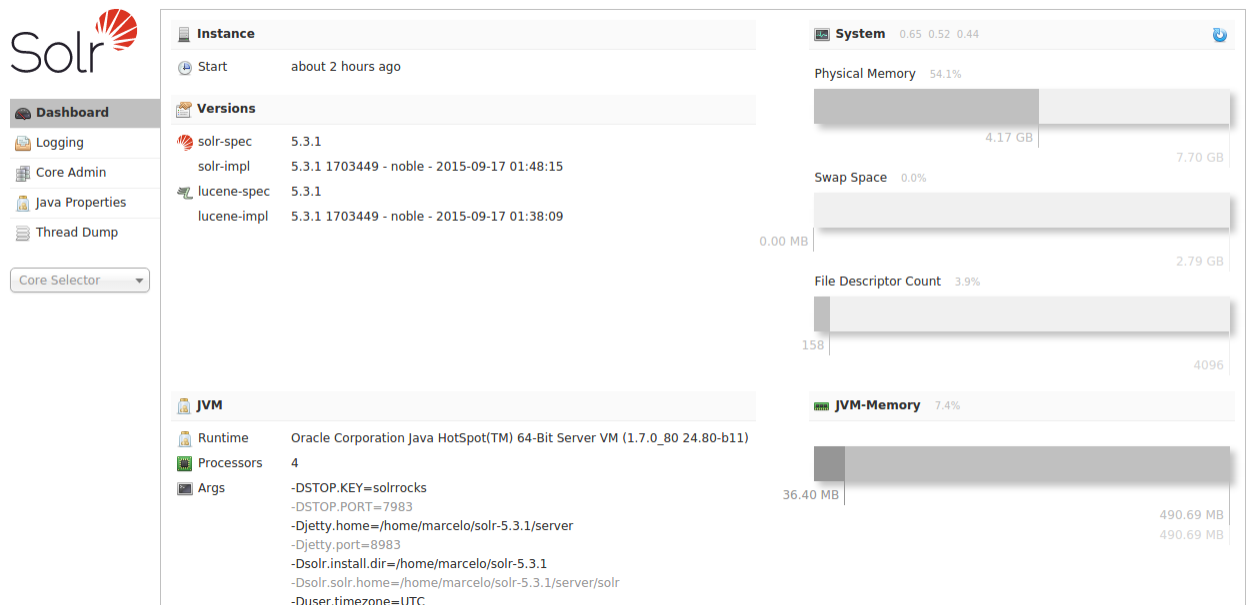 Solr
Dashboard
Logging
Core Admin
Java Properties
Thread Dump
Core Selector
Instance
Start about 2 hours ago
Versions
solr-spec 5.3.1
solr-impl 5.3.1 1703449 - noble - 2015-09-17 01:48:15
lucene-spec 5.3.1
lucene-impl 5.3.1 1703449 - noble - 2015-09-17 01:38:09
JVM
Runtime Oracle Corporation Java HotSpot(TM) 64-Bit Server VM (1.7.0_80 24.80-b11)
Processors 4
Args -DSTOP.KEY=solrrocks
-DSTOP.PORT=7983
-Djetty.home=/home/marcelo/solr-5.3.1/server
-Djetty.port=8983
-Dsolr.install.dir=/home/marcelo/solr-5.3.1
-Dsolr.solr.home=/home/marcelo/solr-5.3.1/server/solr
-Duser.timezone=UTC
System 0.65 0.52 0.44
Physical Memory 54.1%
4.17 GB
7.70 GB
Swap Space 0.0%
0.00 MB
2.79 GB
File Descriptor Count 3.9%
158
4096
JVM-Memory 7.4%
36.40 MB
490.69 MB
490.69 MB